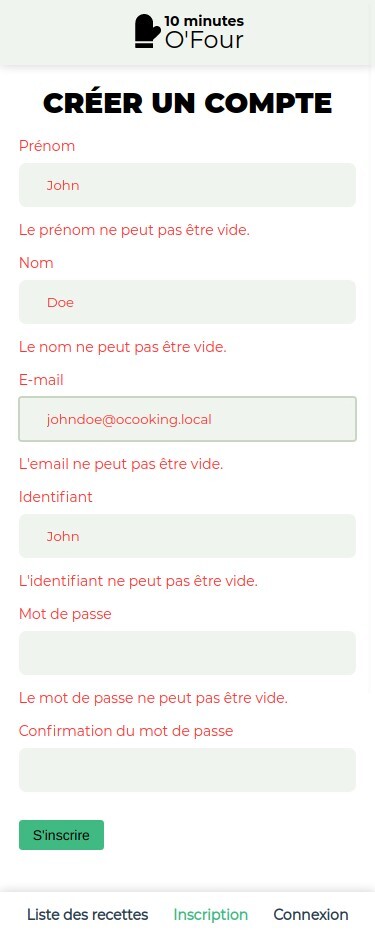 10 minutes
O'Four
CRÉER UN COMPTE
Prénom
John
Le prénom ne peut pas être vide.
Nom
Doe
Le nom ne peut pas être vide.
E-mail
johndoe@ocooking.local
L'email ne peut pas être vide.
Identifiant
John
L'identifiant ne peut pas être vide.
Mot de passe
Le mot de passe ne peut pas être vide.
Confirmation du mot de passe
S'inscrire
Liste des recettes Inscription Connexion